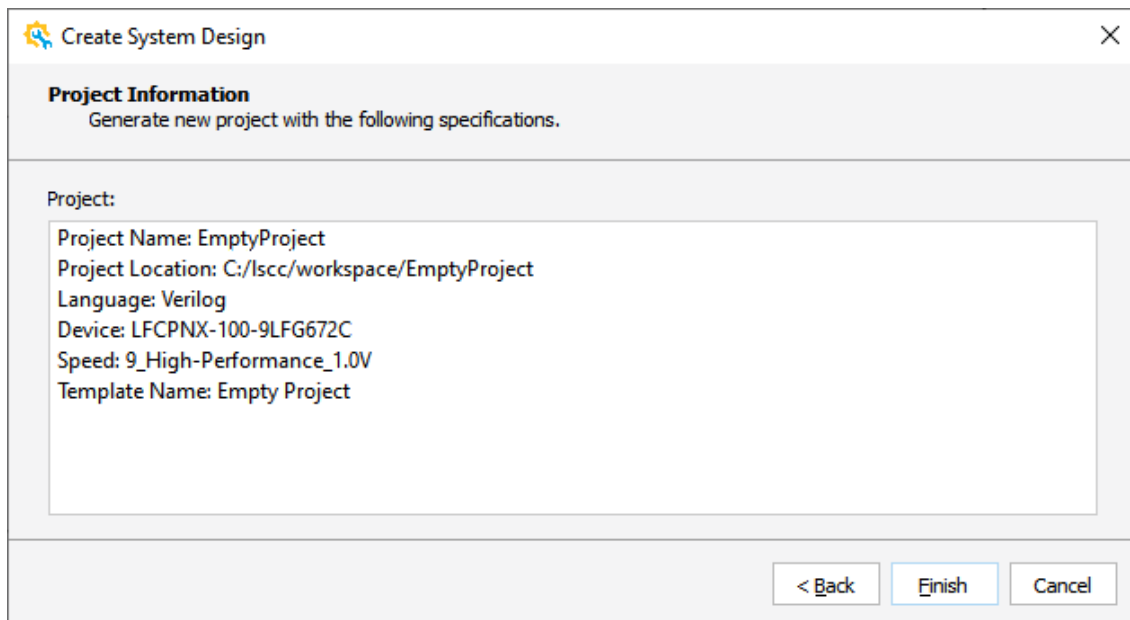 Create System Design
Project Information
Generate new project with the following specifications.
Project:
Project Name: EmptyProject
Project Location: C:/lscc/workspace/EmptyProject
Language: Verilog
Device: LFCPNX-100-9LFG672C
Speed: 9_High-Performance_1.0V
Template Name: Empty Project
< Back Finish Cancel